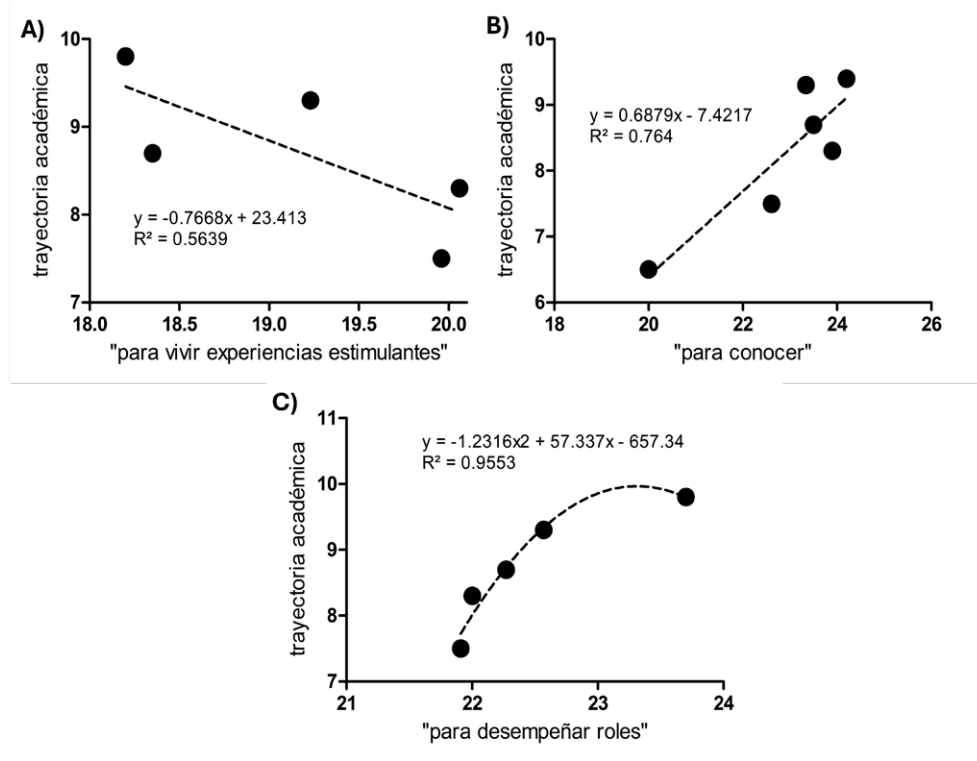 A)
10
9
8
7
trayectoria académica
y = -0.7668x + 23.413
R² = 0.5639
18.0 18.5 19.0 19.5 20.0
"para vivir experiencias estimulantes"
B)
10
9
8
7
6
trayectoria académica
y = 0.6879x - 7.4217
R² = 0.764
18 20 22 24 26
"para conocer"
C)
11
10
9
8
7
trayectoria académica
y = -1.2316x2 + 57.337x - 657.34
R² = 0.9553
21 22 23 24
"para desempeñar roles"